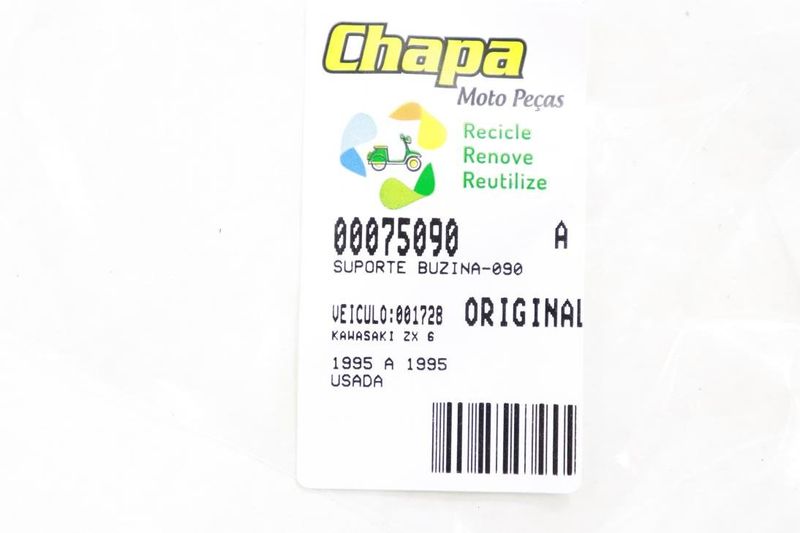 Chapa
Moto Peças
Recicle
Renove
Reutilize
00075090 A
SUPORTE BUZINA-090
VEICULO:001728 ORIGINAL
KAWASAKI ZX 6
1995 A 1995
USADA